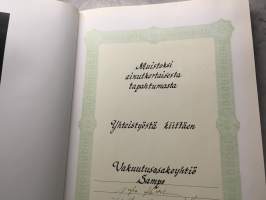 Muistoksi
ainutkertaisesta
tapahtumasta
Yhteistyöstä kiittäen
Vakuutusosakeyhtiö
Sampo